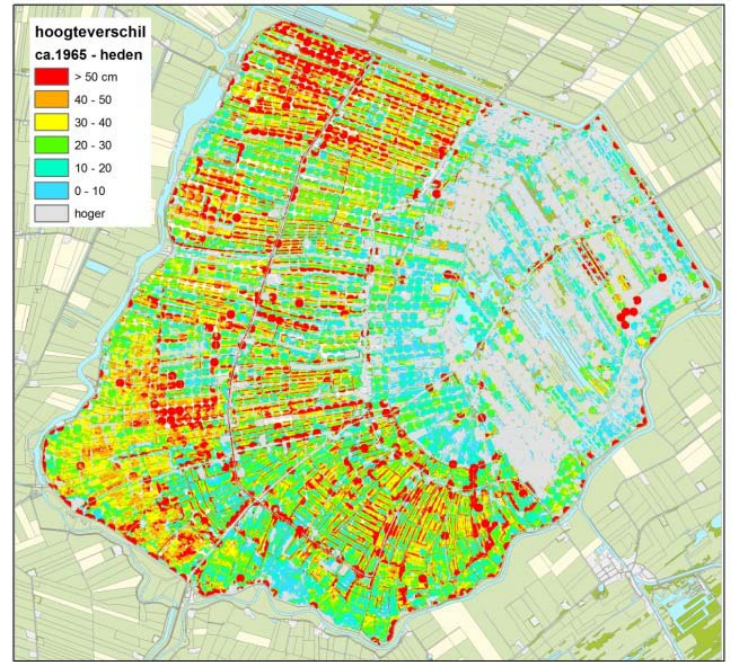 hoogteverschil
ca.1965 - heden
> 50 cm
40 - 50
30 - 40
20 - 30
10 - 20
0 - 10
hoger